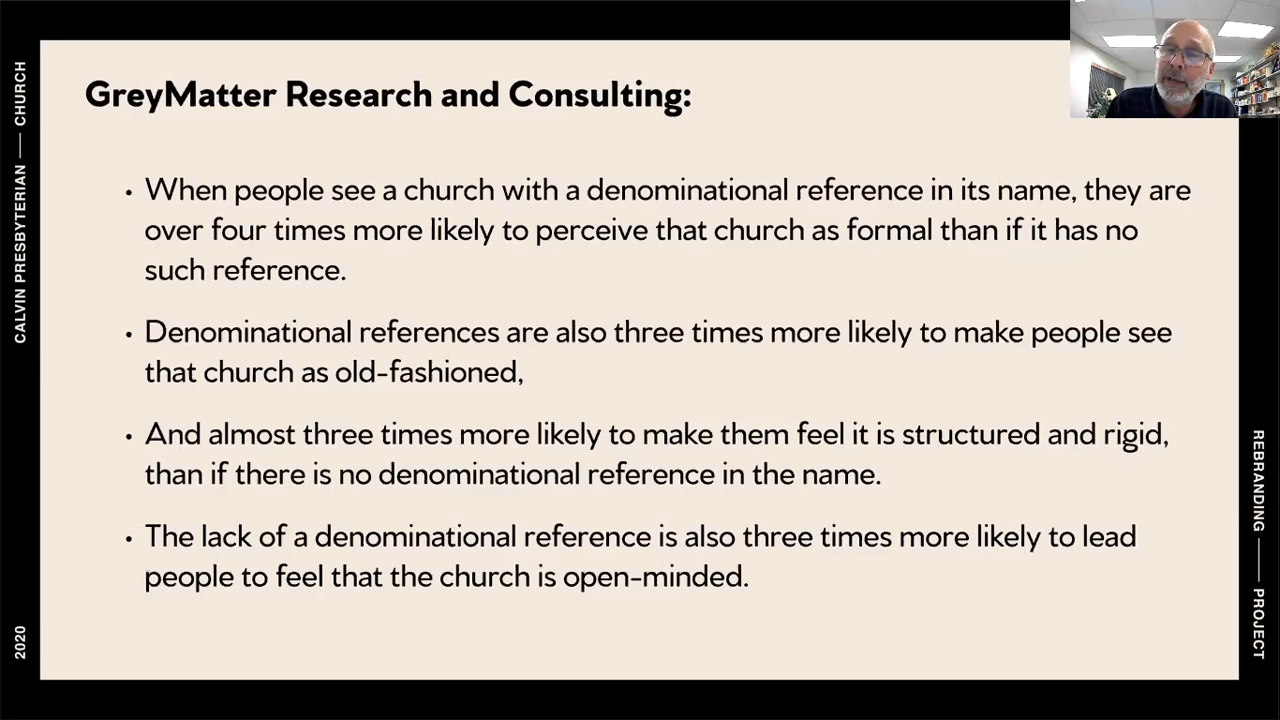 GreyMatter Research and Consulting:
• When people see a church with a denominational reference in its name, they are
over four times more likely to perceive that church as formal than if it has no
such reference.
• Denominational references are also three times more likely to make people see
that church as old-fashioned,
• And almost three times more likely to make them feel it is structured and rigid,
than if there is no denominational reference in the name.
• The lack of a denominational reference is also three times more likely to lead
people to feel that the church is open-minded.
CALVIN PRESBYTERIAN — CHURCH
2020
REBRANDING — PROJECT